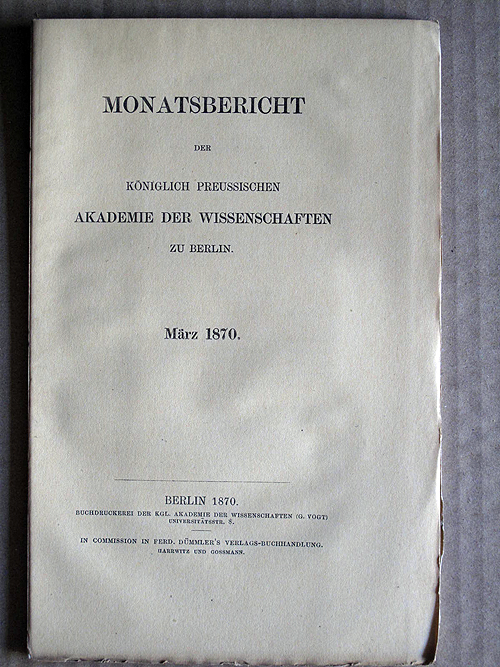 MONATSBERICHT
DER
KÖNIGLICH PREUSSISCHEN
AKADEMIE DER WISSENSCHAFTEN
ZU BERLIN.
März 1870.
BERLIN 1870.
BUCHDRUCKEREI DER KGL. AKADEMIE DER WISSENSCHAFTEN (G. VOGT)
UNIVERSITÄTSSTR. 8.
IN COMMISSION IN FERD. DÜMMLER'S VERLAGS-BUCHHANDLUNG.
HARRWITZ UND GOSSMANN.